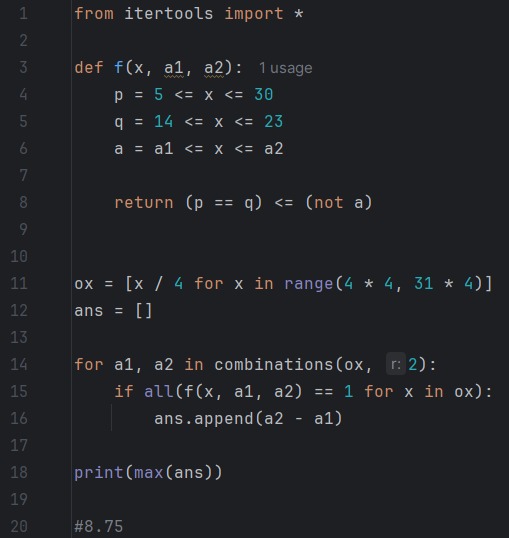 1 from itertools import *
2
3 def f(x, a1, a2): 1 usage
4     p = 5 <= x <= 30
5     q = 14 <= x <= 23
6     a = a1 <= x <= a2
7
8     return (p == q) <= (not a)
9
10
11 ox = [x / 4 for x in range(4 * 4, 31 * 4)]
12 ans = []
13
14 for a1, a2 in combinations(ox, r: 2):
15     if all(f(x, a1, a2) == 1 for x in ox):
16         ans.append(a2 - a1)
17
18 print(max(ans))
19
20 #8.75